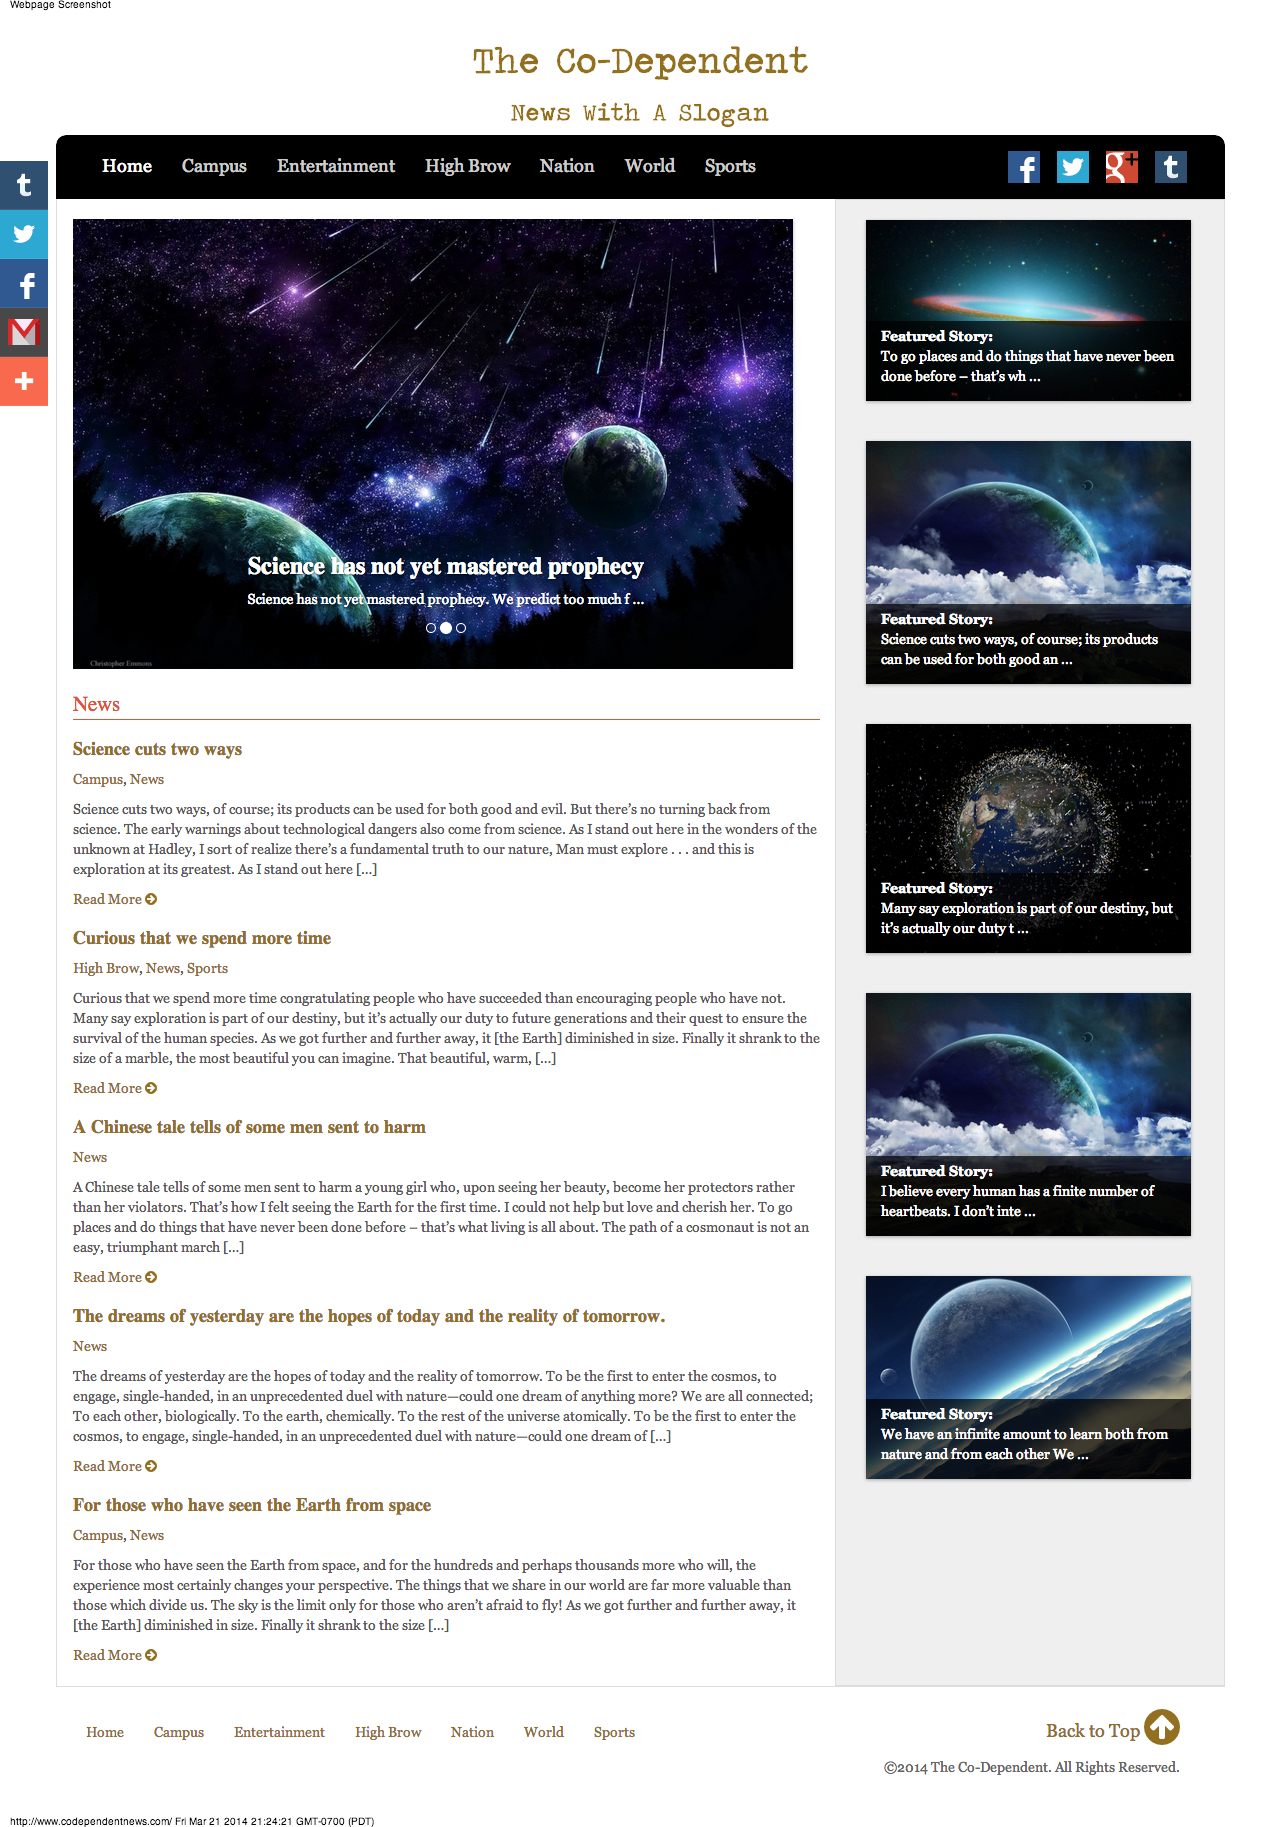 Webpage Screenshot
The Co-Dependent
News With A Slogan
Home Campus Entertainment High Brow Nation World Sports
Science has not yet mastered prophecy
Science has not yet mastered prophecy. We predict too much f ...
Christopher Emmons
News
Science cuts two ways
Campus, News
Science cuts two ways, of course; its products can be used for both good and evil. But there’s no turning back from
science. The early warnings about technological dangers also come from science. As I stand out here in the wonders of the
unknown at Hadley, I sort of realize there’s a fundamental truth to our nature, Man must explore . . . and this is
exploration at its greatest. As I stand out here [...]
Read More
Curious that we spend more time
High Brow, News, Sports
Curious that we spend more time congratulating people who have succeeded than encouraging people who have not.
Many say exploration is part of our destiny, but it’s actually our duty to future generations and their quest to ensure the
survival of the human species. As we got further and further away, it [the Earth] diminished in size. Finally it shrank to the
size of a marble, the most beautiful you can imagine. That beautiful, warm, [...]
Read More
A Chinese tale tells of some men sent to harm
News
A Chinese tale tells of some men sent to harm a young girl who, upon seeing her beauty, become her protectors rather
than her violators. That’s how I felt seeing the Earth for the first time. I could not help but love and cherish her. To go
places and do things that have never been done before – that’s what living is all about. The path of a cosmonaut is not an
easy, triumphant march [...]
Read More
The dreams of yesterday are the hopes of today and the reality of tomorrow.
News
The dreams of yesterday are the hopes of today and the reality of tomorrow. To be the first to enter the cosmos, to
engage, single-handed, in an unprecedented duel with nature—could one dream of anything more? We are all connected;
To each other, biologically. To the earth, chemically. To the rest of the universe atomically. To be the first to enter the
cosmos, to engage, single-handed, in an unprecedented duel with nature—could one dream of [...]
Read More
For those who have seen the Earth from space
Campus, News
For those who have seen the Earth from space, and for the hundreds and perhaps thousands more who will, the
experience most certainly changes your perspective. The things that we share in our world are far more valuable than
those which divide us. The sky is the limit only for those who aren’t afraid to fly! As we got further and further away, it
[the Earth] diminished in size. Finally it shrank to the size [...]
Read More
Featured Story:
To go places and do things that have never been
done before – that’s wh ...
Featured Story:
Science cuts two ways, of course; its products
can be used for both good an ...
Featured Story:
Many say exploration is part of our destiny, but
it’s actually our duty t ...
Featured Story:
I believe every human has a finite number of
heartbeats. I don’t inte ...
Featured Story:
We have an infinite amount to learn both from
nature and from each other We ...
Home Campus Entertainment High Brow Nation World Sports
Back to Top
©2014 The Co-Dependent. All Rights Reserved.
http://www.codependentnews.com/ Fri Mar 21 2014 21:24:21 GMT-0700 (PDT)